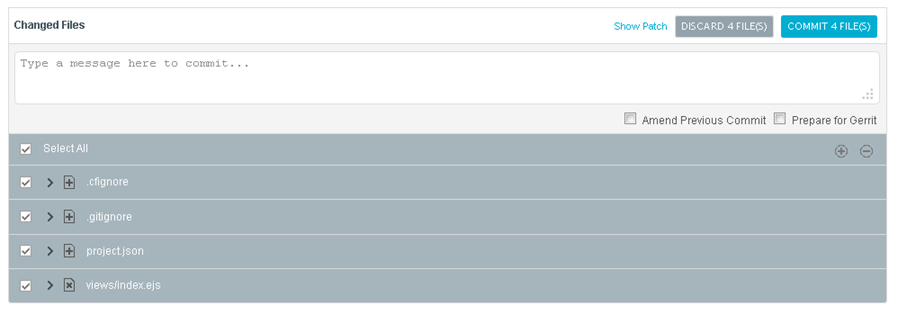 Changed Files Show Patch DISCARD 4 FILE(S) COMMIT 4 FILE(S)
Type a message here to commit...
Amend Previous Commit Prepare for Gerrit
Select All
.cfignore
.gitignore
project.json
views/index.ejs